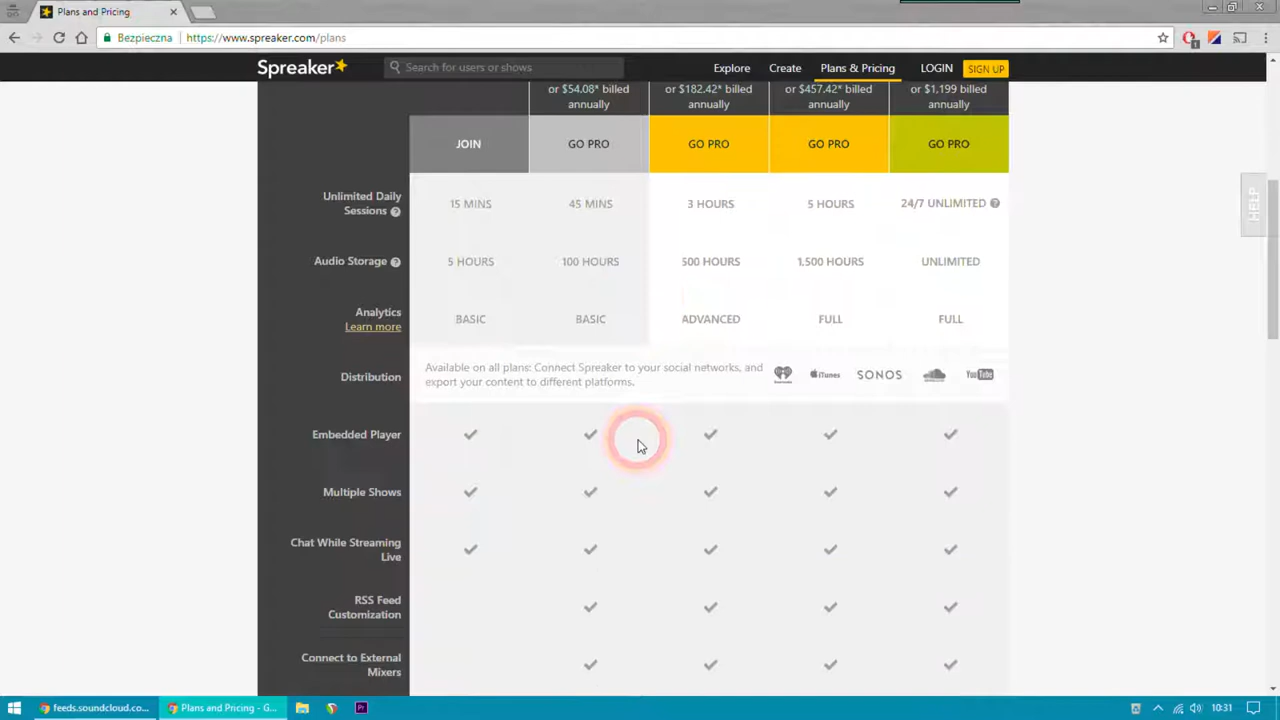 Plans and Pricing
Bezpieczna
https://www.spreaker.com/plans
1
Spreaker
Search for users or shows
Explore
Create
Plans & Pricing
LOGIN
SIGN UP
or $54.08* billed
annually
or $182.42* billed
annually
or $457.42* billed
annually
or $1,199 billed
annually
JOIN
GO PRO
GO PRO
GO PRO
GO PRO
Unlimited Daily
Sessions ?
15 MINS
45 MINS
3 HOURS
5 HOURS
24/7 UNLIMITED ?
Audio Storage ?
5 HOURS
100 HOURS
500 HOURS
1,500 HOURS
UNLIMITED
Analytics
Learn more
BASIC
BASIC
ADVANCED
FULL
FULL
Distribution
Available on all plans: Connect Spreaker to your social networks, and
export your content to different platforms.
iTunes
SONOS
YouTube
Embedded Player
Multiple Shows
Chat While Streaming
Live
RSS Feed
Customization
Connect to External
Mixers
HELP
feeds.soundcloud.co...
Plans and Pricing - G...
Pr
10:31